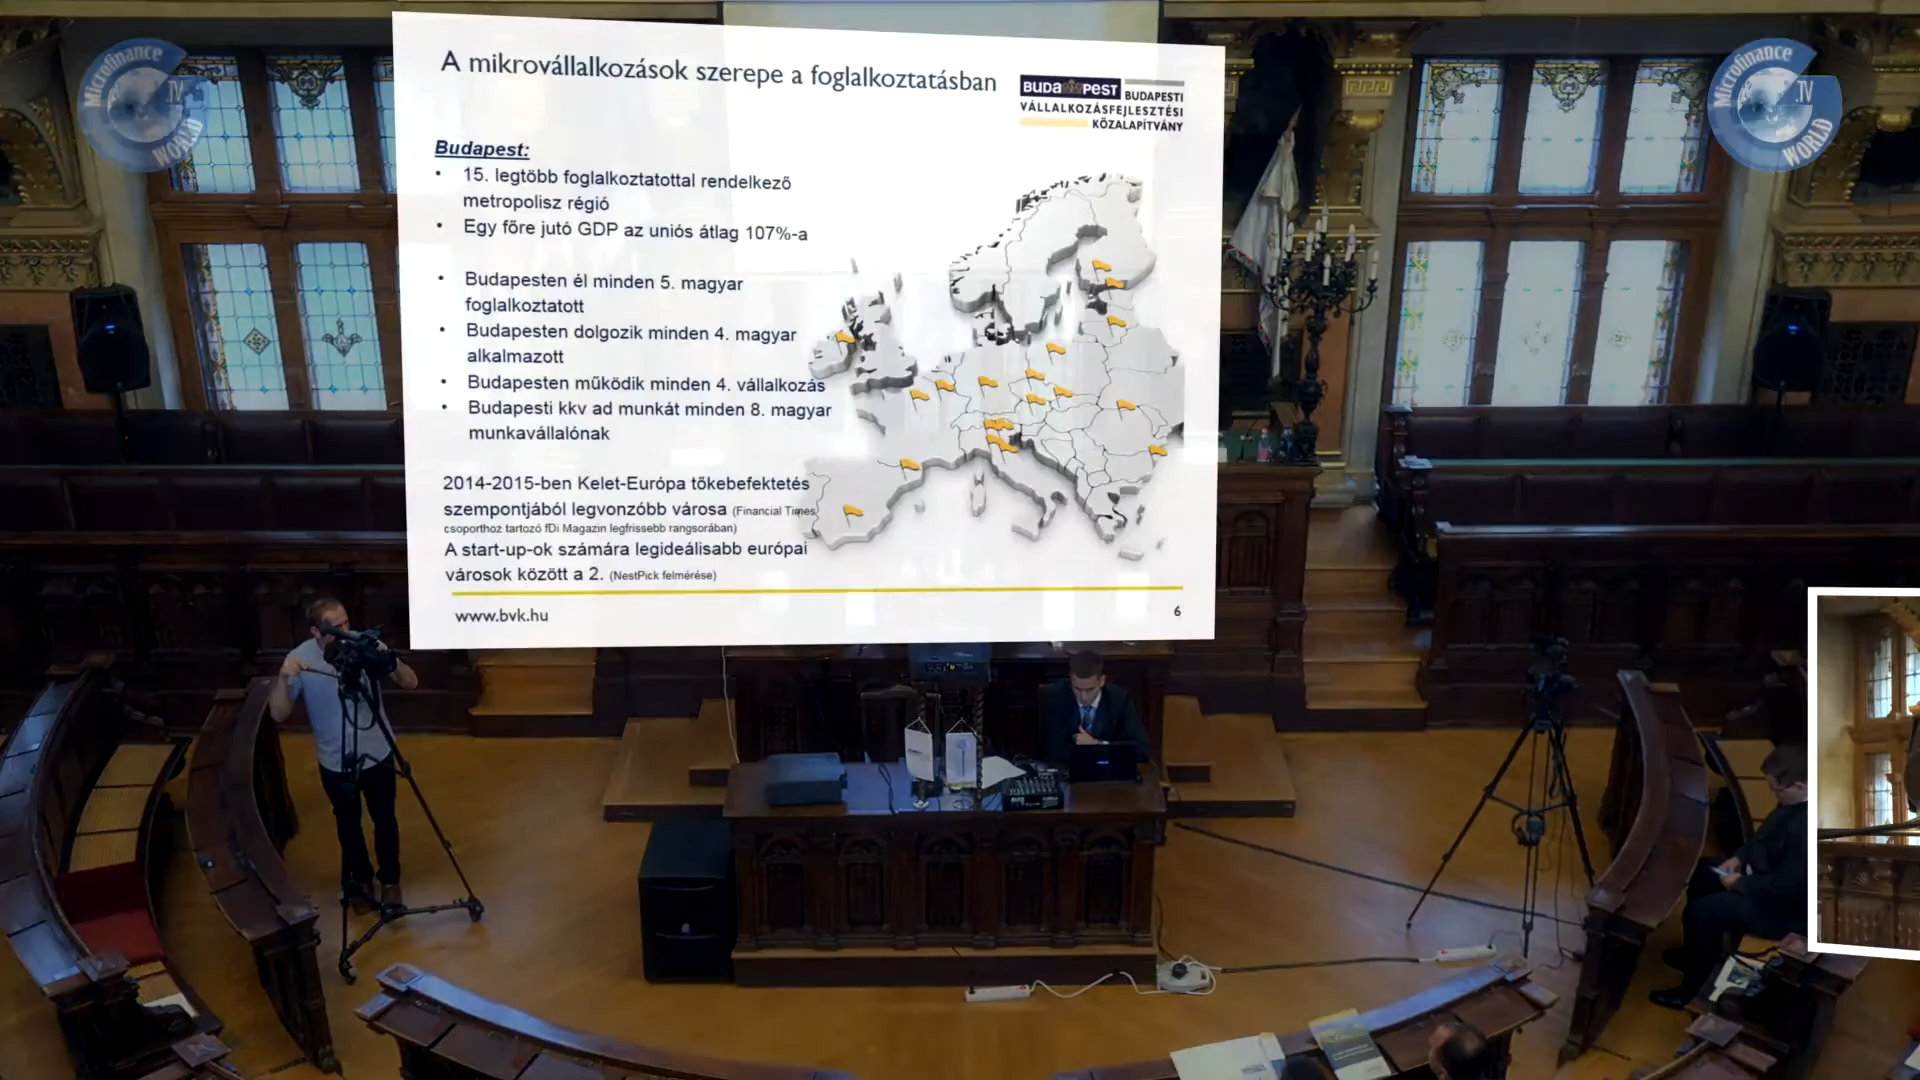 Microfinance
.TV
WORLD
A mikrovállalkozások szerepe a foglalkoztatásban
BUDAPEST BUDAPESTI
VÁLLALKOZÁSFEJLESZTÉSI
KÖZALAPÍTVÁNY
Budapest:
• 15. legtöbb foglalkoztatottal rendelkező
metropolisz régió
• Egy főre jutó GDP az uniós átlag 107%-a
• Budapesten él minden 5. magyar
foglalkoztatott
• Budapesten dolgozik minden 4. magyar
alkalmazott
• Budapesten működik minden 4. vállalkozás
• Budapesti kkv ad munkát minden 8. magyar
munkavállalónak
2014-2015-ben Kelet-Európa tőkebefektetés
szempontjából legvonzóbb városa (Financial Times
csoporthoz tartozó fDi Magazin legfrissebb rangsorában)
A start-up-ok számára legideálisabb európai
városok között a 2. (NestPick felmérése)
www.bvk.hu
6
Microfinance
.TV
WORLD